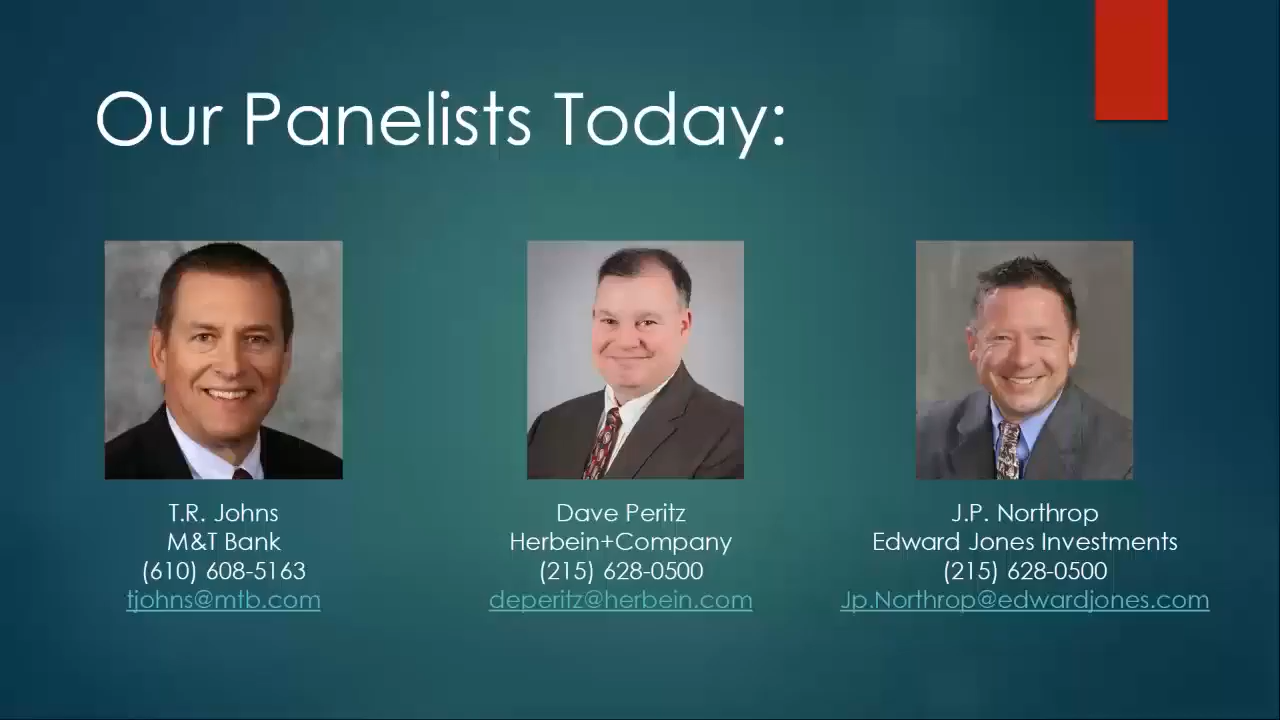 Our Panelists Today:
T.R. Johns
M&T Bank
(610) 608-5163
tjohns@mtb.com
Dave Peritz
Herbein+Company
(215) 628-0500
deperitz@herbein.com
J.P. Northrop
Edward Jones Investments
(215) 628-0500
Jp.Northrop@edwardjones.com